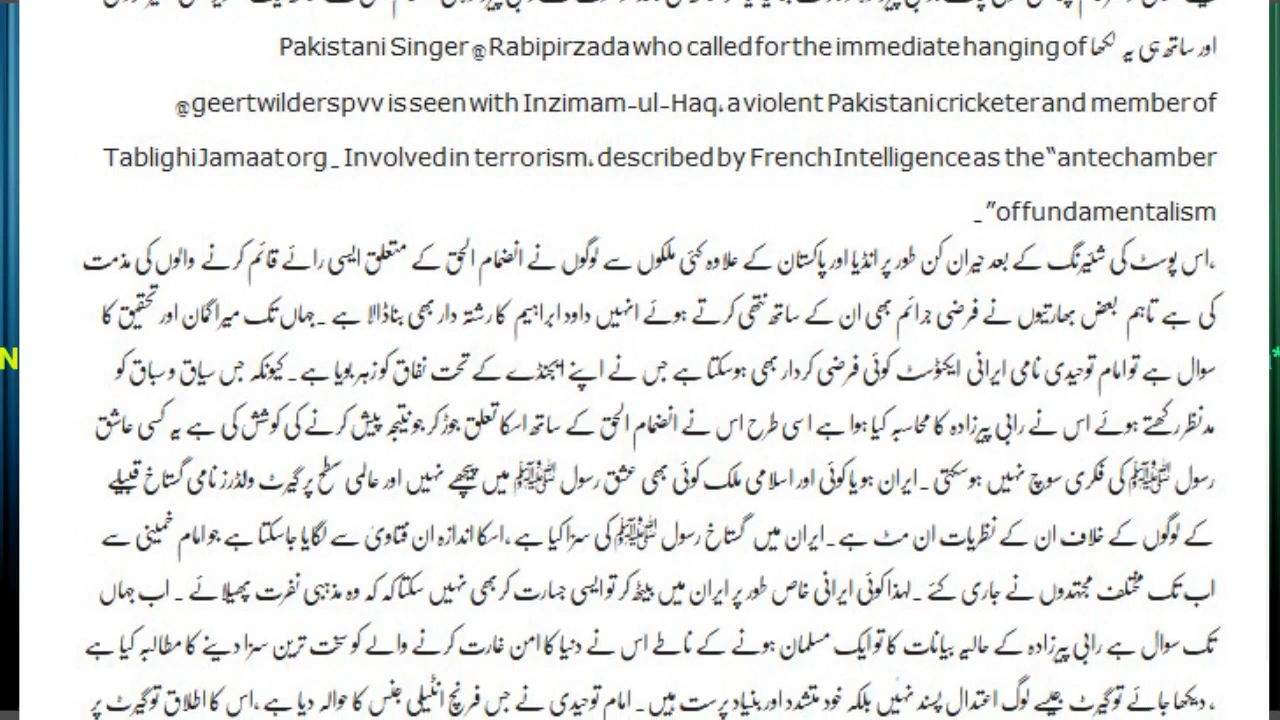 اور ساتھ ہی یہ لکھا Pakistani Singer @Rabipirzada who called for the immediate hanging of
@geertwilderspvv is seen with Inzimam-ul-Haq, a violent Pakistani cricketer and member of
Tablighi Jamaat org_ Involved in terrorism, described by French Intelligence as the "antechamber
_"of fundamentalism
،اس پوسٹ کی شئیرنگ کے بعد حیران کن طور پر انڈیا اور پاکستان کے علاوہ کئی ملکوں سے لوگوں نے انضمام الحق کے متعلق ایسی رائے قائم کرنے والوں کی مذمت
کی ہے تاہم بعض بھارتیوں نے فرضی جرائم بھی ان کے ساتھ نتھی کرتے ہوئے انہیں داود ابراہیم کا رشتہ دار بھی بنا ڈالا ہے ۔جہاں تک میرا گمان اور تحقیق کا
سوال ہے تو امام توحیدی نامی ایرانی ایکٹوسٹ کوئی فرضی کردار بھی ہوسکتا ہے جس نے اپنے ایجنڈے کے تحت نفاق کو زہر بویا ہے۔ کیونکہ جس سیاق و سباق کو
مدنظر رکھتے ہوئے اس نے رابی پیرزادہ کا محاسبہ کیا ہوا ہے اسی طرح اس نے انضمام الحق کے ساتھ اسکا تعلق جوڑ کر جو نتیجہ پیش کرنے کی کوشش کی ہے یہ کسی عاشق
رسول ﷺ کی فکری سوچ نہیں ہوسکتی ۔ایران ہو یا کوئی اور اسلامی ملک کوئی بھی عشق رسول ﷺ میں پیچھے نہیں اور عالمی سطح پر گیرٹ ولڈرز نامی گستاخ قبیلے
کے لوگوں کے خلاف ان کے نظریات ان مٹ ہے۔ایران میں گستاخ رسول ﷺ کی سزا کیا ہے ،اسکا اندازہ ان فتاویٰ سے لگایا جاسکتا ہے جو امام خمینی سے
اب تک مختلف مجتہدوں نے جاری کئے ۔لہذا کوئی ایرانی خاص طور پر ایران میں بیٹھ کر تو ایسی جسارت کر بھی نہیں سکتا کہ کہ وہ مذہبی نفرت پھیلائے ۔ اب جہاں
تک سوال ہے رابی پیرزادہ کے حالیہ بیانات کا تو ایک مسلمان ہونے کے ناطے اس نے دنیا کا امن غارت کرنے والے کو سخت ترین سزا دینے کا مطالبہ کیا ہے
، دیکھا جائے تو گیرٹ جیسے لوگ اعتدال پسند نہیں بلکہ خود متشدد اور بنیاد پرست ہیں۔ امام توحیدی نے جس فرنچ انٹیلی جنس کا حوالہ دیا ہے ،اس کا اطلاق تو گیرٹ پر
N